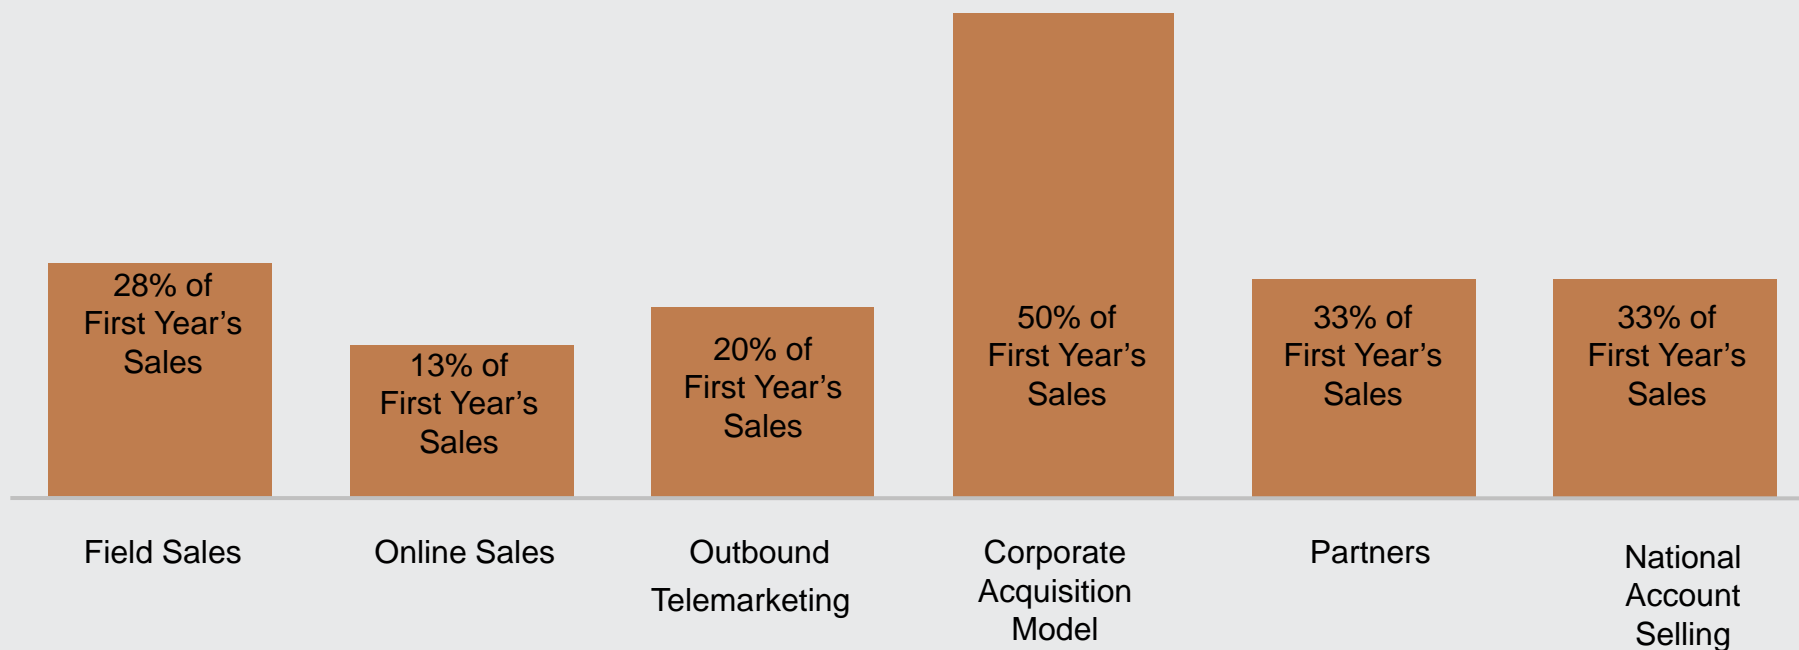 28% of
First Year’s
Sales
13% of
First Year’s
Sales
20% of
First Year’s
Sales
50% of
First Year’s
Sales
33% of
First Year’s
Sales
33% of
First Year’s
Sales
Field Sales
Online Sales
Outbound
Telemarketing
Corporate
Acquisition
Model
Partners
National
Account
Selling